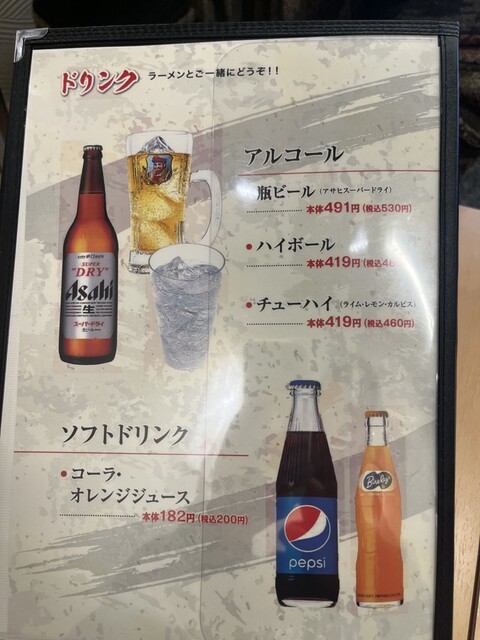 ドリンク ラーメンとご一緒にどうぞ!!
アルコール
瓶ビール(アサヒスーパードライ)
本体491円(税込530円)
•ハイボール
本体419円(税込46
•チューハイ(ライム・レモン・カルピス)
本体419円(税込460円)
SUPER
"DRY"
Asahi
生
スーパードライ
ソフトドリンク
•コーラ・
オレンジジュース
本体182円(税込200円)
pepsi